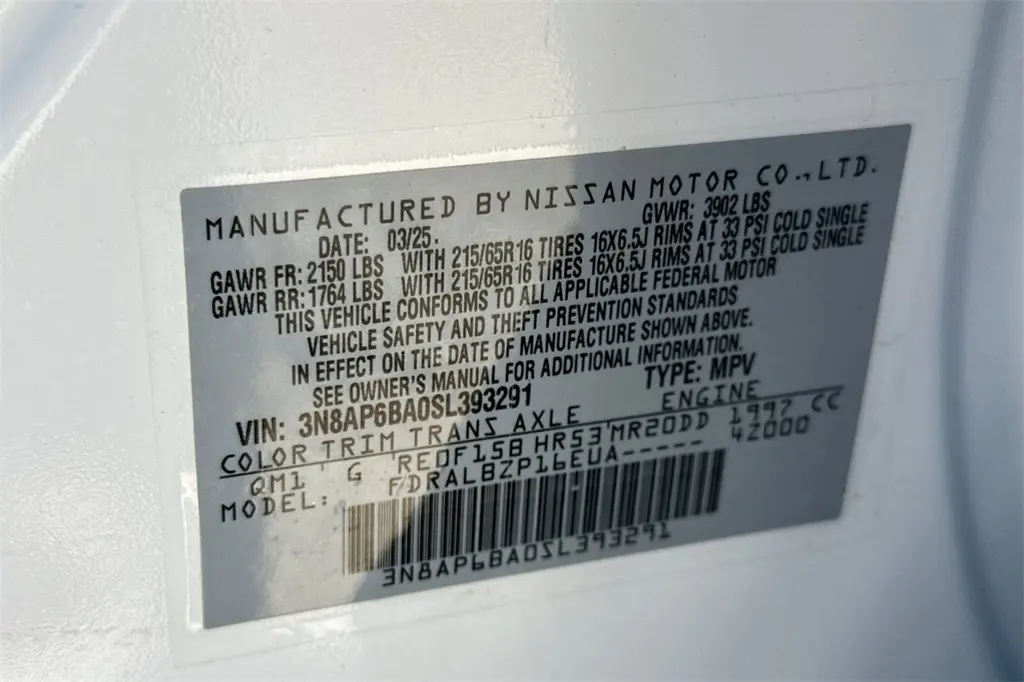 MANUFACTURED BY NISSAN MOTOR CO.,LTD.
DATE: 03/25. GVWR: 3902 LBS
GAWR FR: 2150 LBS WITH 215/65R16 TIRES 16X6.5J RIMS AT 33 PSI COLD SINGLE
GAWR RR: 1764 LBS WITH 215/65R16 TIRES 16X6.5J RIMS AT 33 PSI COLD SINGLE
THIS VEHICLE CONFORMS TO ALL APPLICABLE FEDERAL MOTOR
VEHICLE SAFETY AND THEFT PREVENTION STANDARDS
IN EFFECT ON THE DATE OF MANUFACTURE SHOWN ABOVE.
SEE OWNER'S MANUAL FOR ADDITIONAL INFORMATION.
VIN: 3N8AP6BA0SL393291 TYPE: MPV
COLOR TRIM TRANS AXLE ENGINE
QM1 G RE0F15B HR53 MR20DD 1997 CC
MODEL: FDRALBZP16EUA----- 4Z000
3N8AP6BA0SL393291